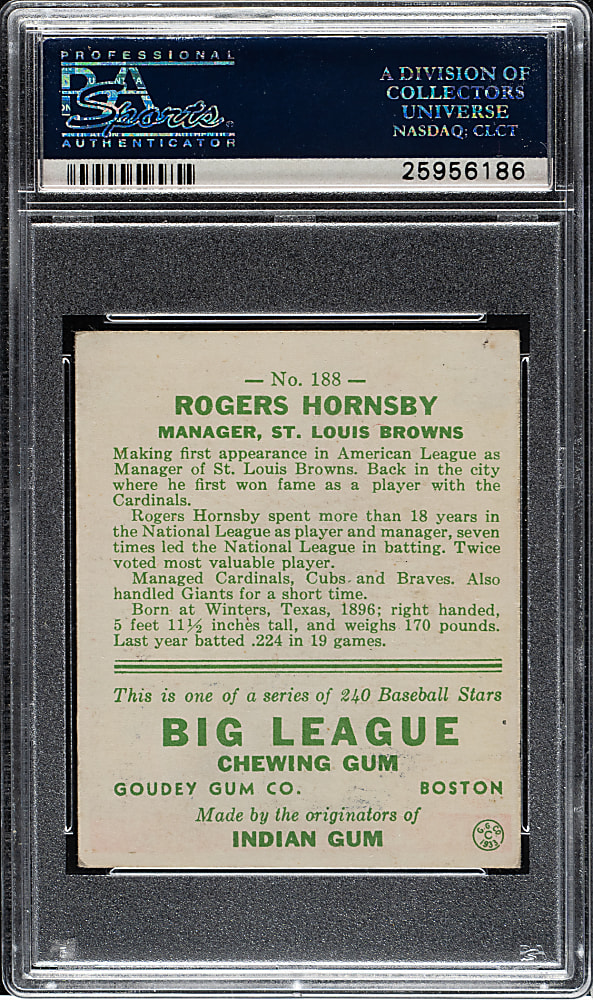 PROFESSIONAL
PSA
Sports
AUTHENTICATOR
A DIVISION OF
COLLECTORS
UNIVERSE
NASDAQ: CLCT
25956186
— No. 188 —
ROGERS HORNSBY
MANAGER, ST. LOUIS BROWNS
Making first appearance in American League as
Manager of St. Louis Browns. Back in the city
where he first won fame as a player with the
Cardinals.
Rogers Hornsby spent more than 18 years in
the National League as player and manager, seven
times led the National League in batting. Twice
voted most valuable player.
Managed Cardinals, Cubs and Braves. Also
handled Giants for a short time.
Born at Winters, Texas, 1896; right handed,
5 feet 11½ inches tall, and weighs 170 pounds.
Last year batted .224 in 19 games.
This is one of a series of 240 Baseball Stars
BIG LEAGUE
CHEWING GUM
GOUDEY GUM CO. BOSTON
Made by the originators of
INDIAN GUM
G. G. CO.
C
1933